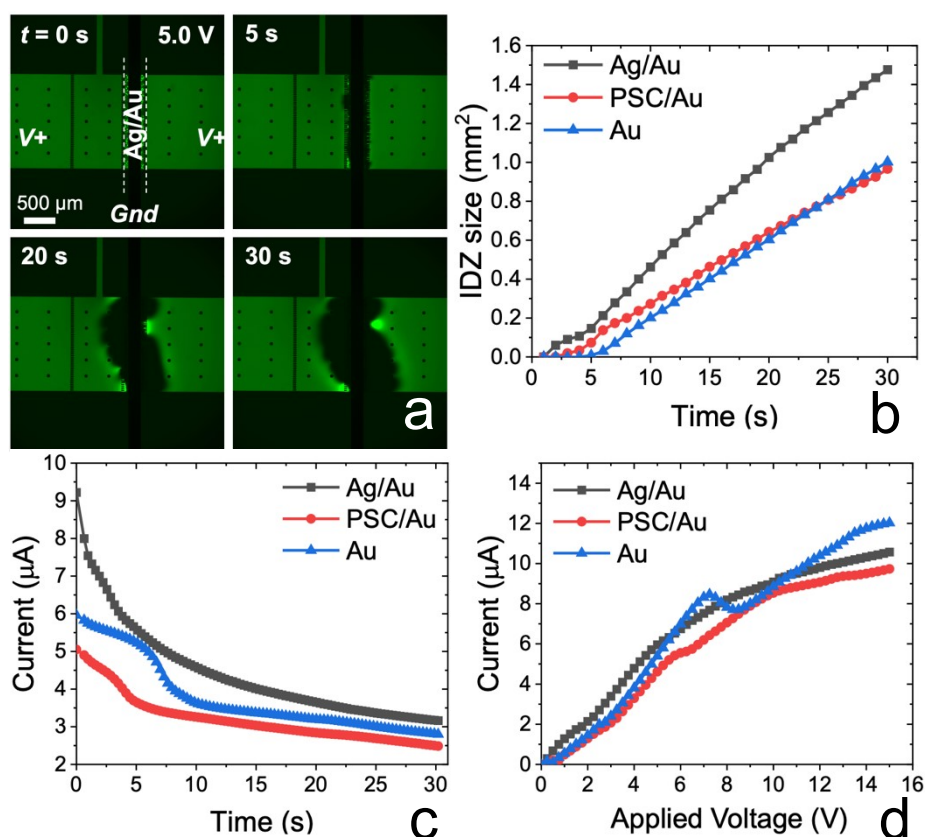 t = 0 s 5.0 V
Ag/Au
V+ V+
500 μm
Gnd
5 s
20 s
30 s
a
1.6
1.4
1.2
1.0
0.8
0.6
0.4
0.2
0.0
IDZ size (mm²)
Ag/Au
PSC/Au
Au
0 5 10 15 20 25 30
Time (s)
b
10
9
8
7
6
5
4
3
2
Current (μA)
Ag/Au
PSC/Au
Au
0 5 10 15 20 25 30
Time (s)
c
14
12
10
8
6
4
2
0
Current (μA)
Ag/Au
PSC/Au
Au
0 2 4 6 8 10 12 14 16
Applied Voltage (V)
d